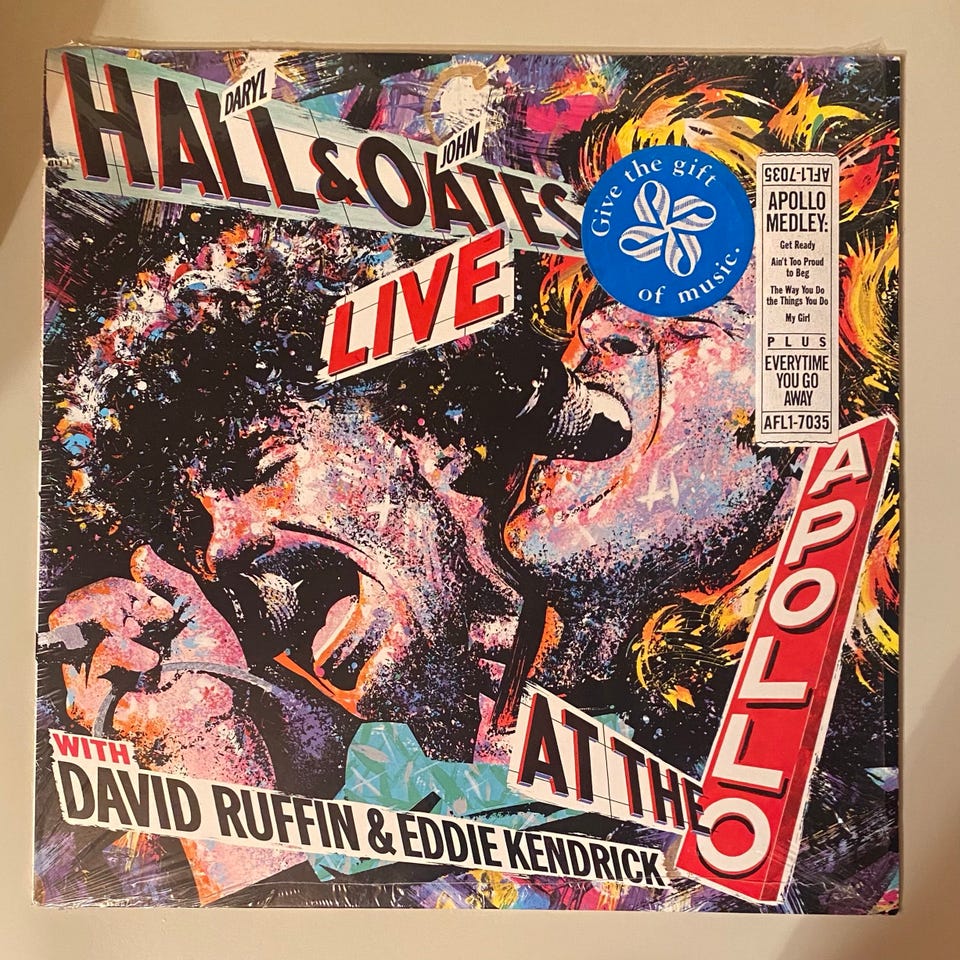 DARYL
HALL & OATES
JOHN
LIVE
Give the gift
of music.
AFL1-7035
APOLLO
MEDLEY:
Get Ready
Ain't Too Proud
to Beg
The Way You Do
the Things You Do
My Girl
PLUS
EVERYTIME
YOU GO
AWAY
AFL1-7035
AT THE
APOLLO
WITH
DAVID RUFFIN & EDDIE KENDRICK